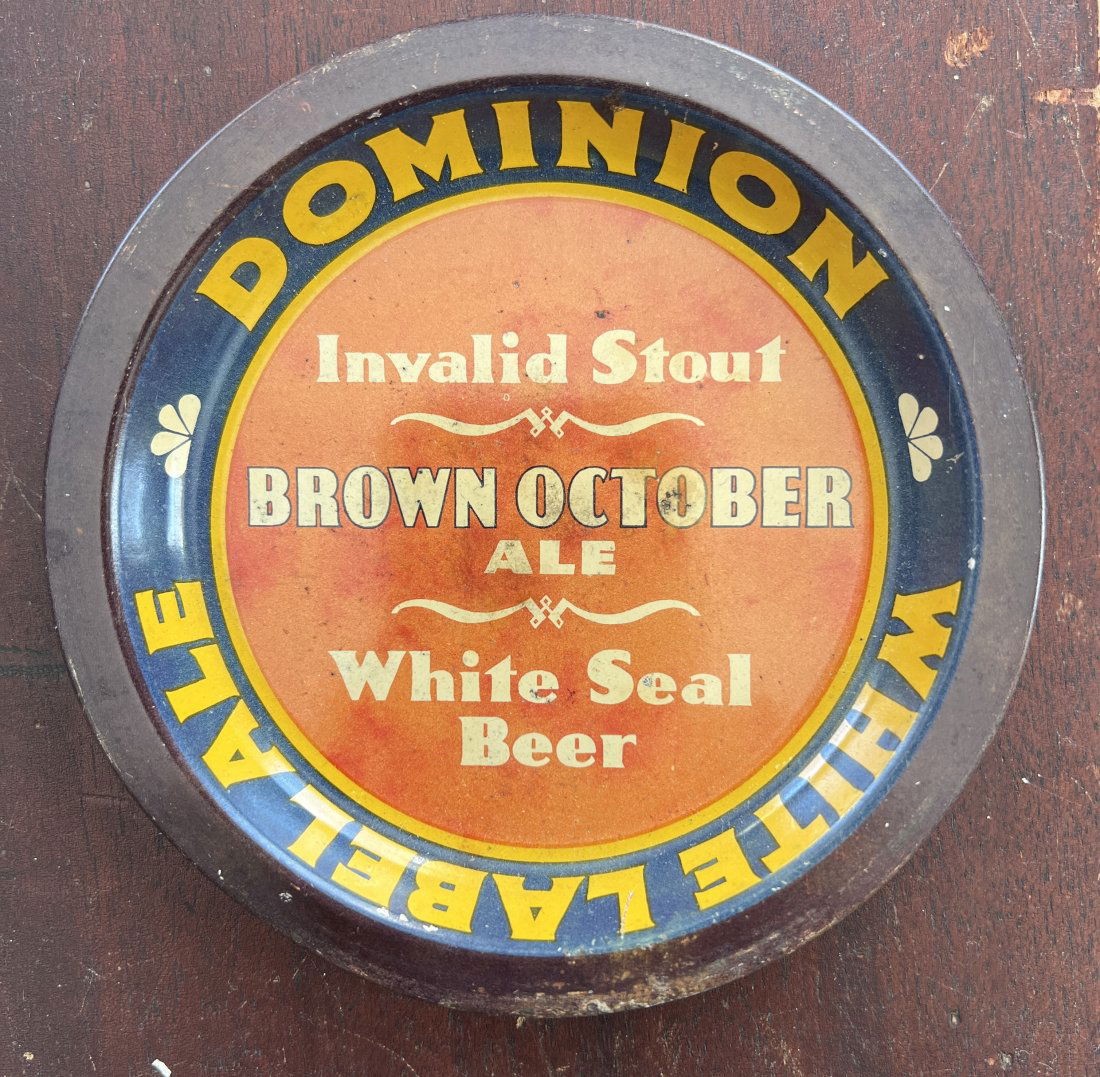 DOMINION
Invalid Stout
BROWN OCTOBER
ALE
White Seal
Beer
WHITE LABEL ALE